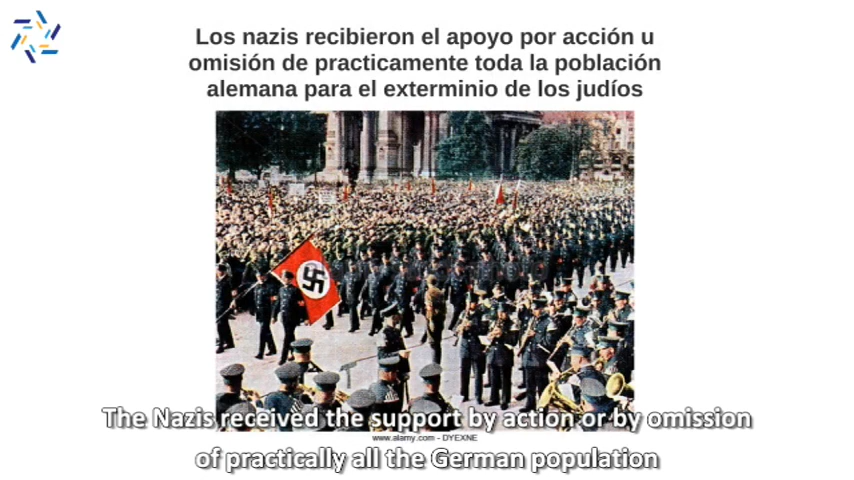 Los nazis recibieron el apoyo por acción u
omisión de practicamente toda la población
alemana para el exterminio de los judíos
www.alamy.com - DYEXNE
The Nazis received the support by action or by omission
of practically all the German population